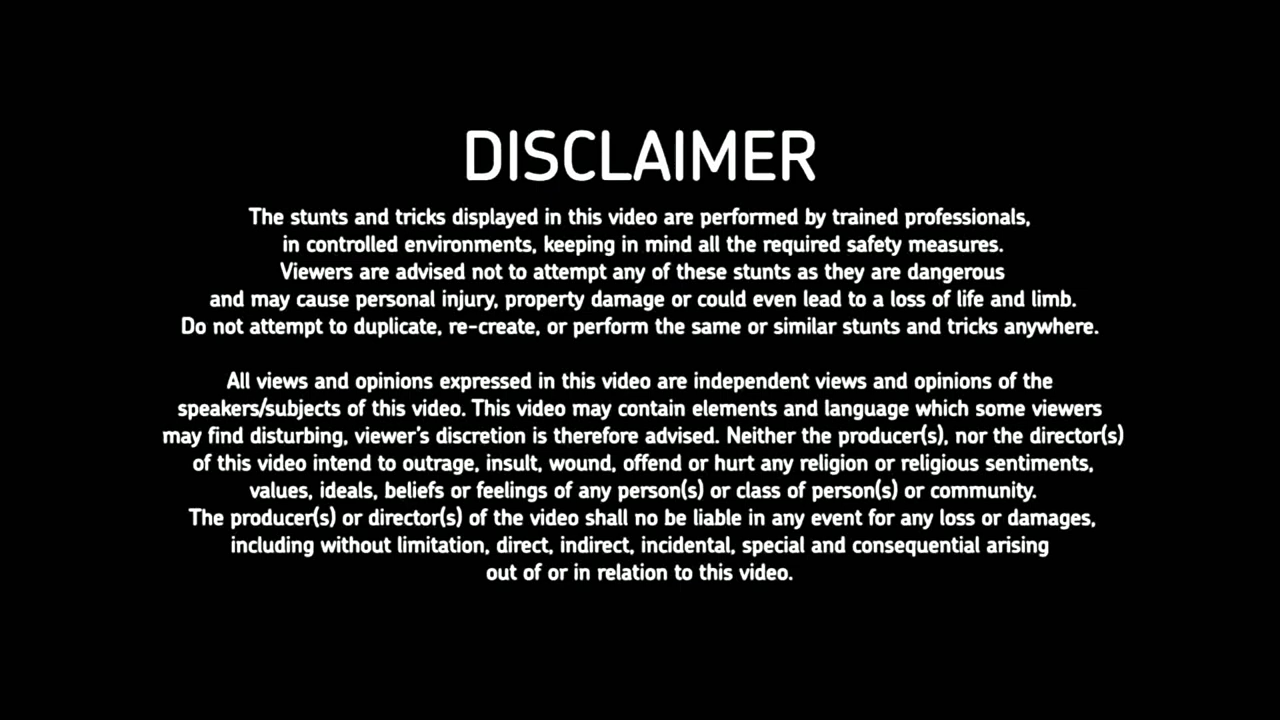 DISCLAIMER
The stunts and tricks displayed in this video are performed by trained professionals,
in controlled environments, keeping in mind all the required safety measures.
Viewers are advised not to attempt any of these stunts as they are dangerous
and may cause personal injury, property damage or could even lead to a loss of life and limb.
Do not attempt to duplicate, re-create, or perform the same or similar stunts and tricks anywhere.
All views and opinions expressed in this video are independent views and opinions of the
speakers/subjects of this video. This video may contain elements and language which some viewers
may find disturbing, viewer's discretion is therefore advised. Neither the producer(s), nor the director(s)
of this video intend to outrage, insult, wound, offend or hurt any religion or religious sentiments,
values, ideals, beliefs or feelings of any person(s) or class of person(s) or community.
The producer(s) or director(s) of the video shall no be liable in any event for any loss or damages,
including without limitation, direct, indirect, incidental, special and consequential arising
out of or in relation to this video.